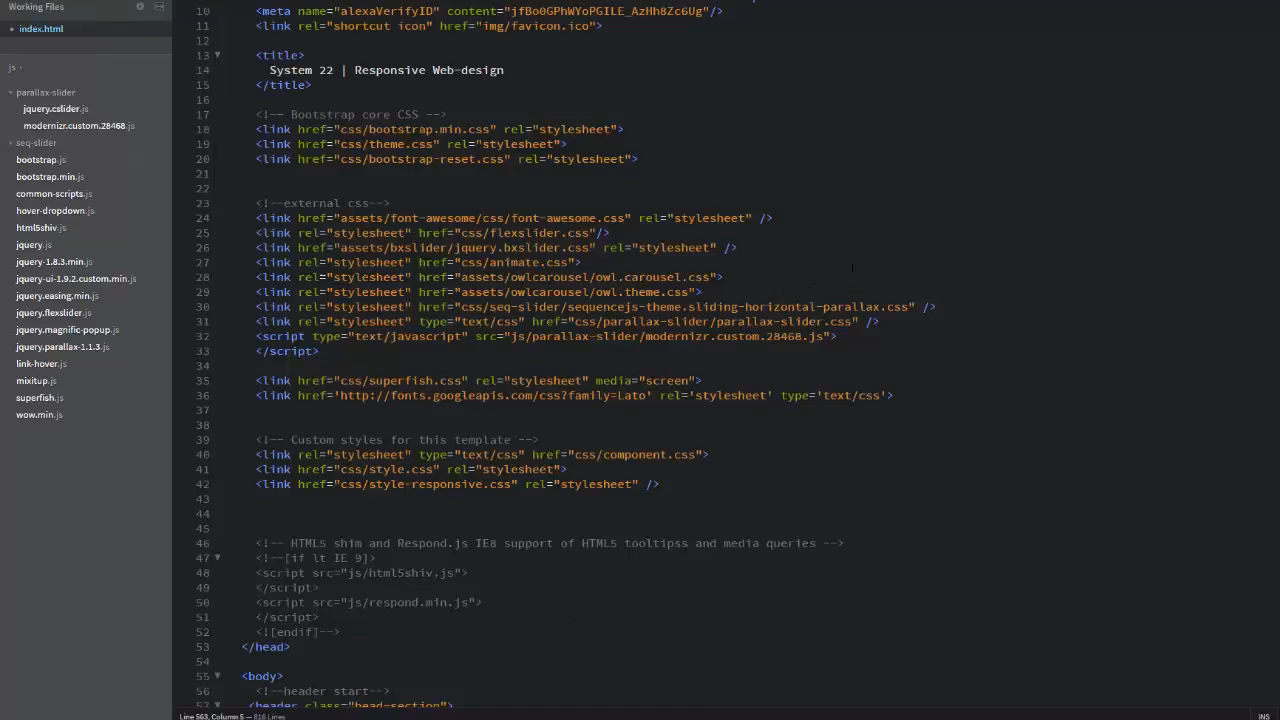 Working Files
index.html
js
parallax-slider
jquery.cslider.js
modernizr.custom.28468.js
seq-slider
bootstrap.js
bootstrap.min.js
common-scripts.js
hover-dropdown.js
html5shiv.js
jquery.js
jquery-1.8.3.min.js
jquery-ui-1.9.2.custom.min.js
jquery.easing.min.js
jquery.flexslider.js
jquery.magnific-popup.js
jquery.parallax-1.1.3.js
link-hover.js
mixitup.js
superfish.js
wow.min.js
10 <meta name="alexaVerifyID" content="jfBo0GPhWYoPGILE_AzHh8Zc6Ug"/>
11 <link rel="shortcut icon" href="img/favicon.ico">
12
13 <title>
14 System 22 | Responsive Web-design
15 </title>
16
17 <!-- Bootstrap core CSS -->
18 <link href="css/bootstrap.min.css" rel="stylesheet">
19 <link href="css/theme.css" rel="stylesheet">
20 <link href="css/bootstrap-reset.css" rel="stylesheet">
21
22
23 <!--external css-->
24 <link href="assets/font-awesome/css/font-awesome.css" rel="stylesheet" />
25 <link rel="stylesheet" href="css/flexslider.css"/>
26 <link href="assets/bxslider/jquery.bxslider.css" rel="stylesheet" />
27 <link rel="stylesheet" href="css/animate.css">
28 <link rel="stylesheet" href="assets/owlcarousel/owl.carousel.css">
29 <link rel="stylesheet" href="assets/owlcarousel/owl.theme.css">
30 <link rel="stylesheet" href="css/seq-slider/sequencejs-theme.sliding-horizontal-parallax.css" />
31 <link rel="stylesheet" type="text/css" href="css/parallax-slider/parallax-slider.css" />
32 <script type="text/javascript" src="js/parallax-slider/modernizr.custom.28468.js">
33 </script>
34
35 <link href="css/superfish.css" rel="stylesheet" media="screen">
36 <link href='http://fonts.googleapis.com/css?family=Lato' rel='stylesheet' type='text/css'>
37
38
39 <!-- Custom styles for this template -->
40 <link rel="stylesheet" type="text/css" href="css/component.css">
41 <link href="css/style.css" rel="stylesheet">
42 <link href="css/style-responsive.css" rel="stylesheet" />
43
44
45
46 <!-- HTML5 shim and Respond.js IE8 support of HTML5 tooltipss and media queries -->
47 <!--[if lt IE 9]>
48 <script src="js/html5shiv.js">
49 </script>
50 <script src="js/respond.min.js">
51 </script>
52 <![endif]-->
53 </head>
54
55 <body>
56 <!--header start-->
57 <header class="head-section">
Line 563, Column 5 — 816 Lines
INS